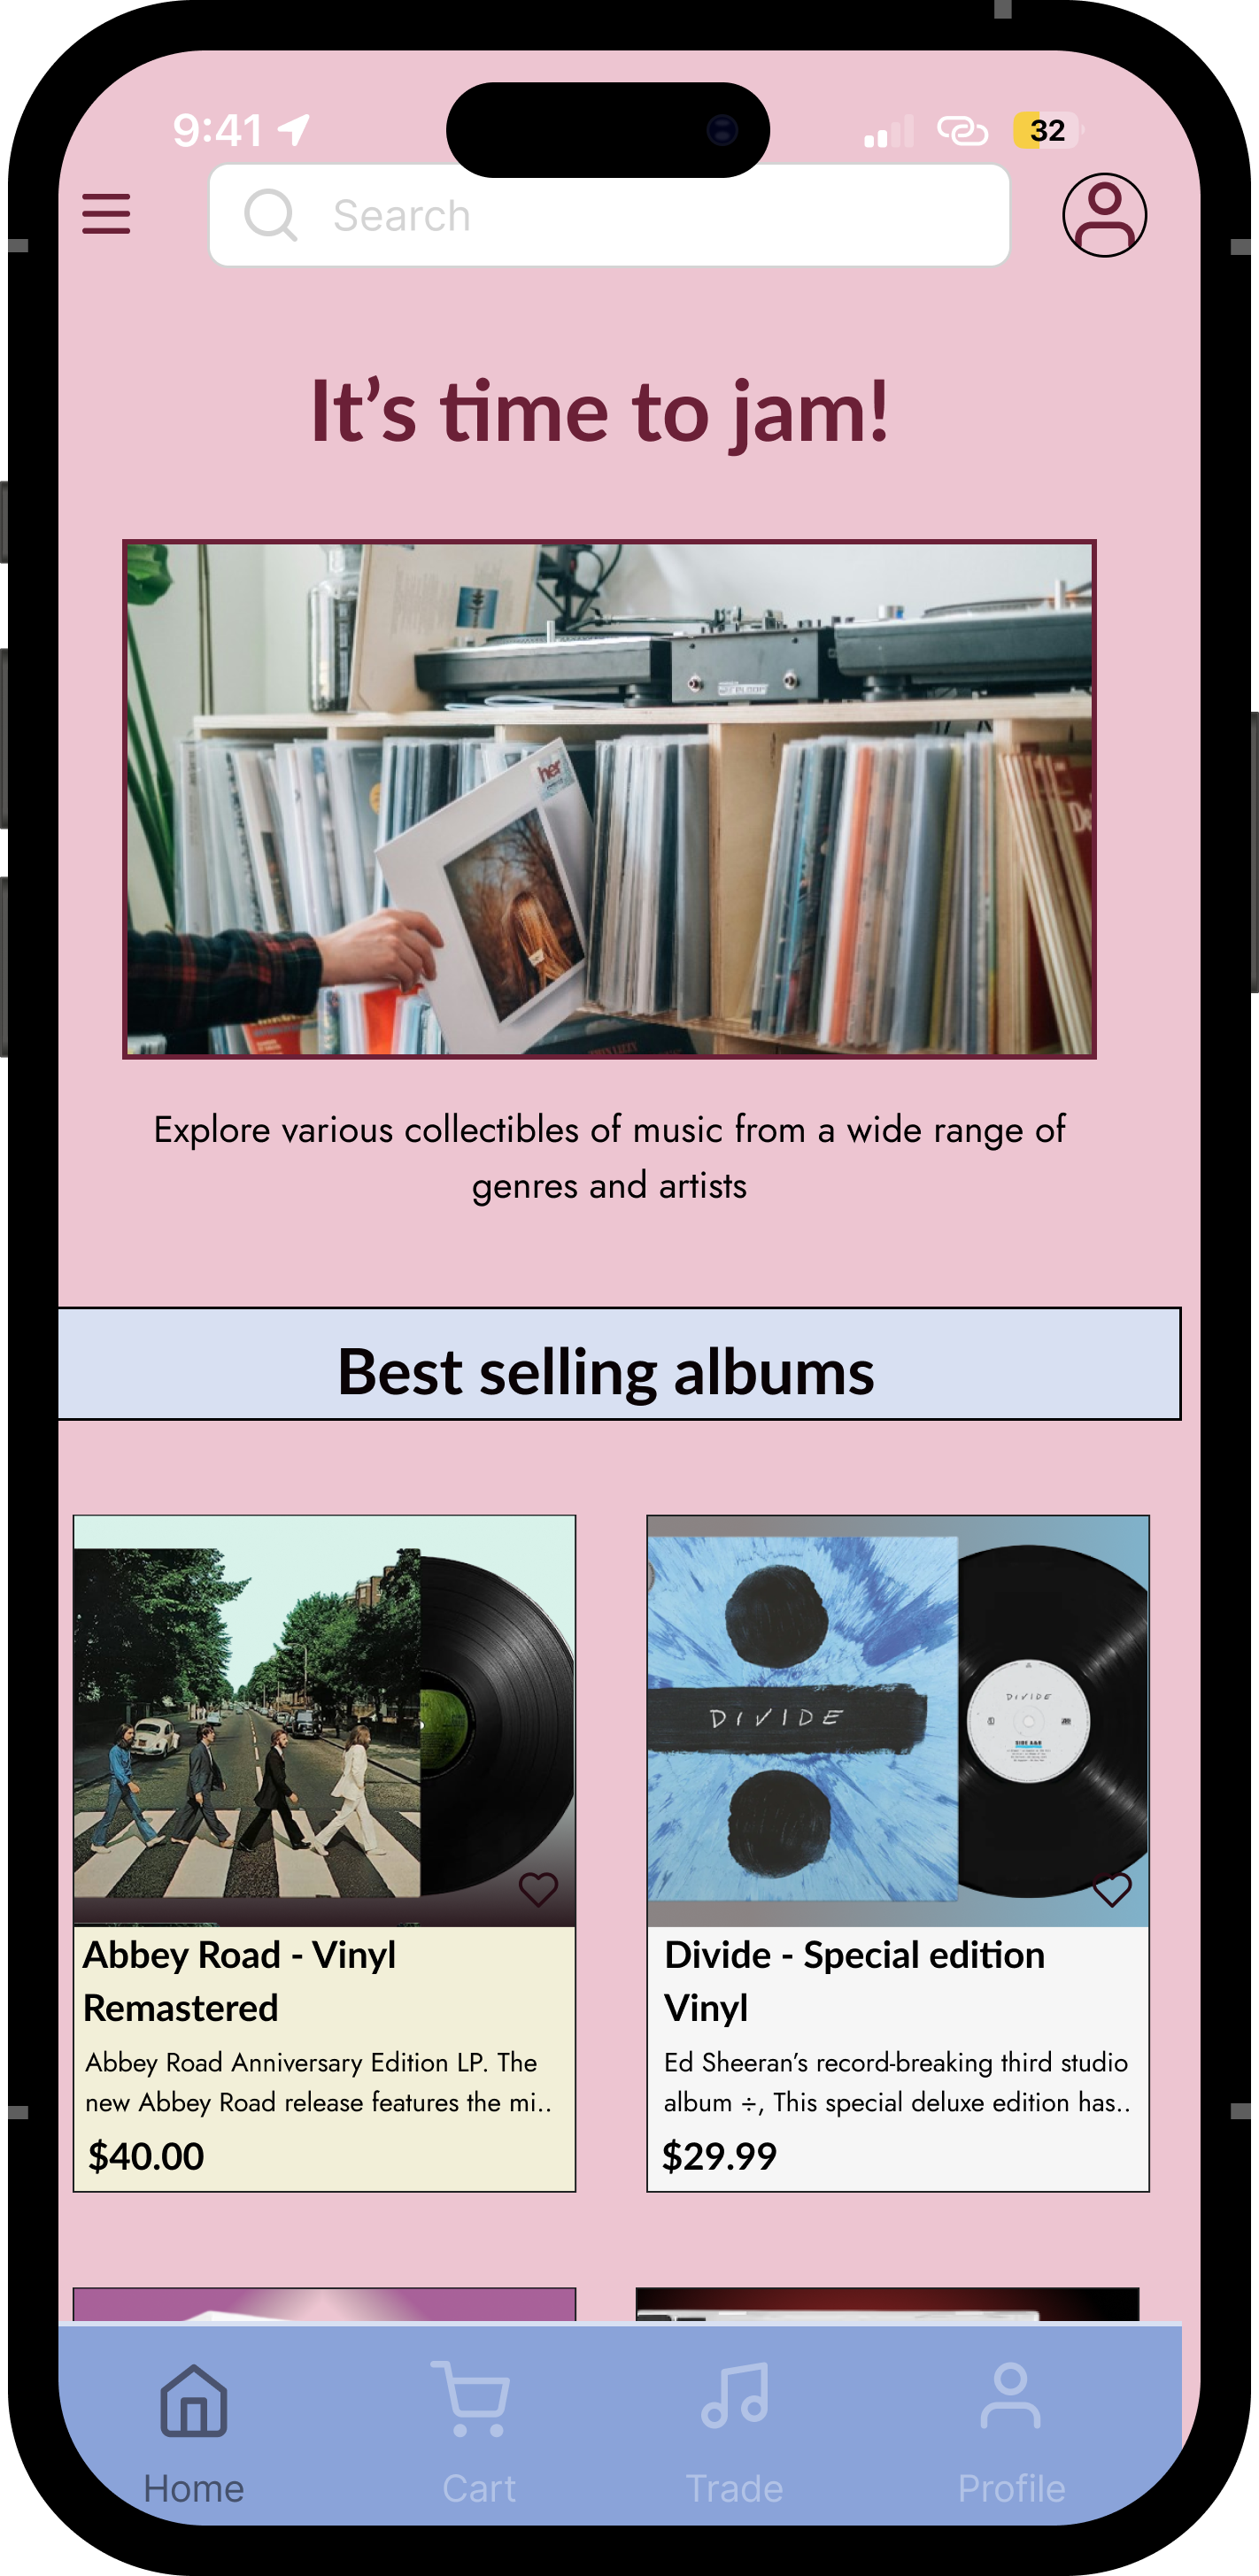 9:41
32
Search
It’s time to jam!
her
Explore various collectibles of music from a wide range of
genres and artists
Best selling albums
DIVIDE
DIVIDE
Abbey Road - Vinyl
Remastered
Abbey Road Anniversary Edition LP. The
new Abbey Road release features the mi..
$40.00
Divide - Special edition
Vinyl
Ed Sheeran’s record-breaking third studio
album ÷, This special deluxe edition has..
$29.99
Home
Cart
Trade
Profile